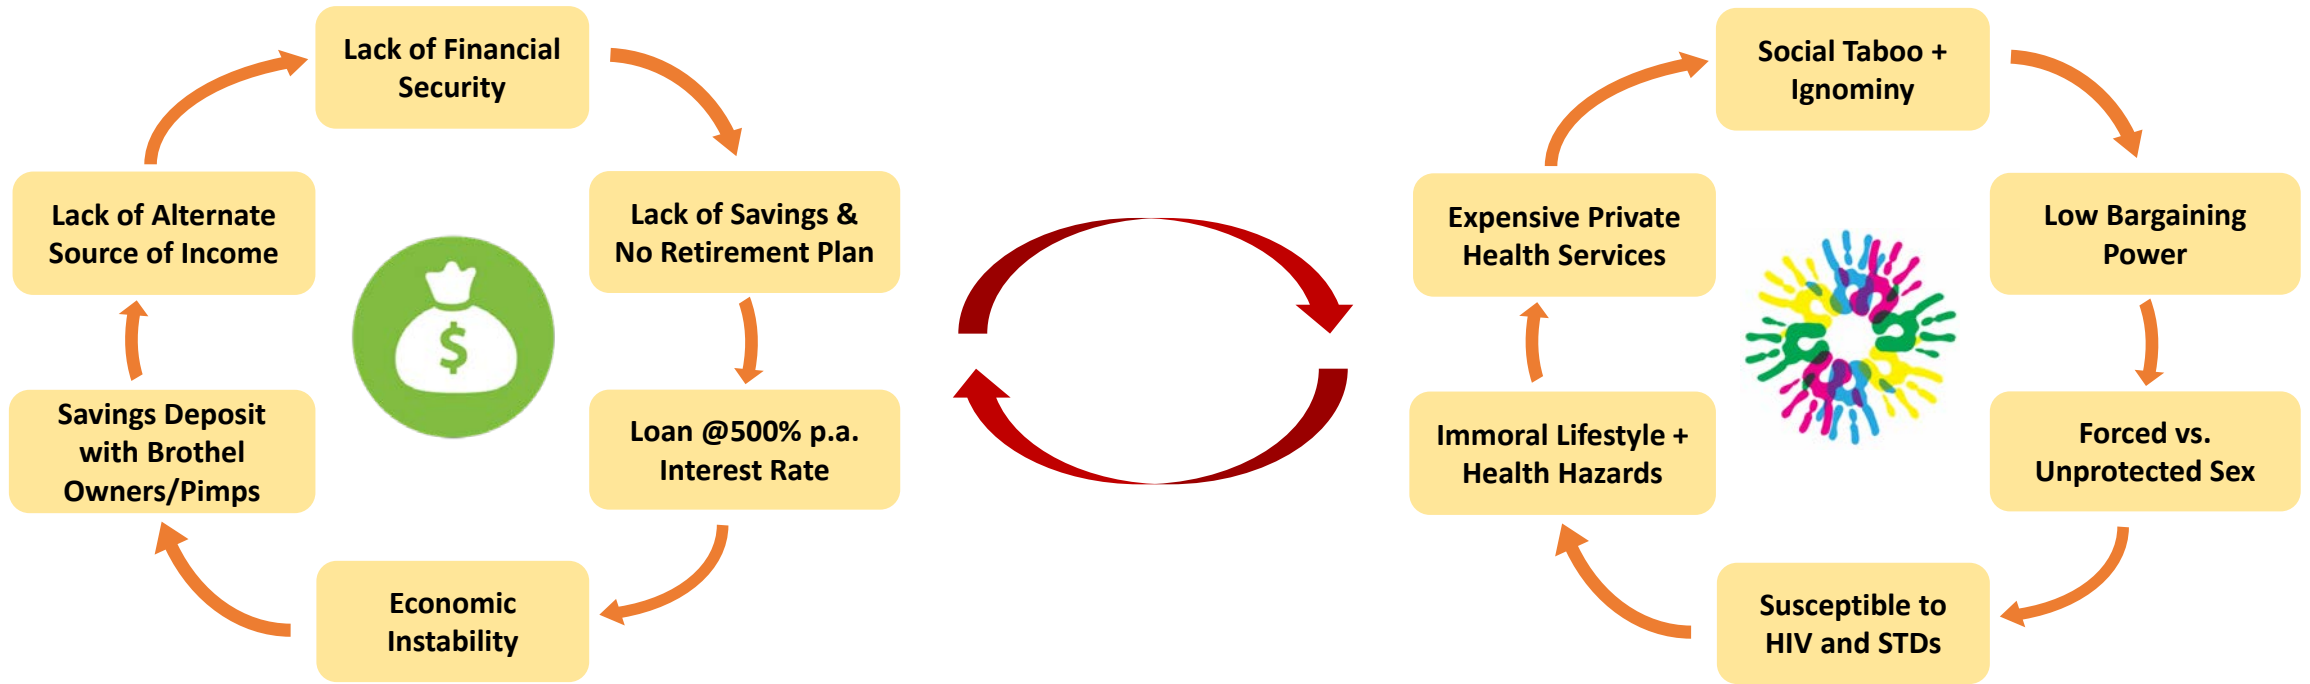 Lack of Financial
Security
Lack of Savings &
No Retirement Plan
Loan @500% p.a.
Interest Rate
Economic
Instability
Savings Deposit
with Brothel
Owners/Pimps
Lack of Alternate
Source of Income
$
Social Taboo +
Ignominy
Low Bargaining
Power
Forced vs.
Unprotected Sex
Susceptible to
HIV and STDs
Immoral Lifestyle +
Health Hazards
Expensive Private
Health Services